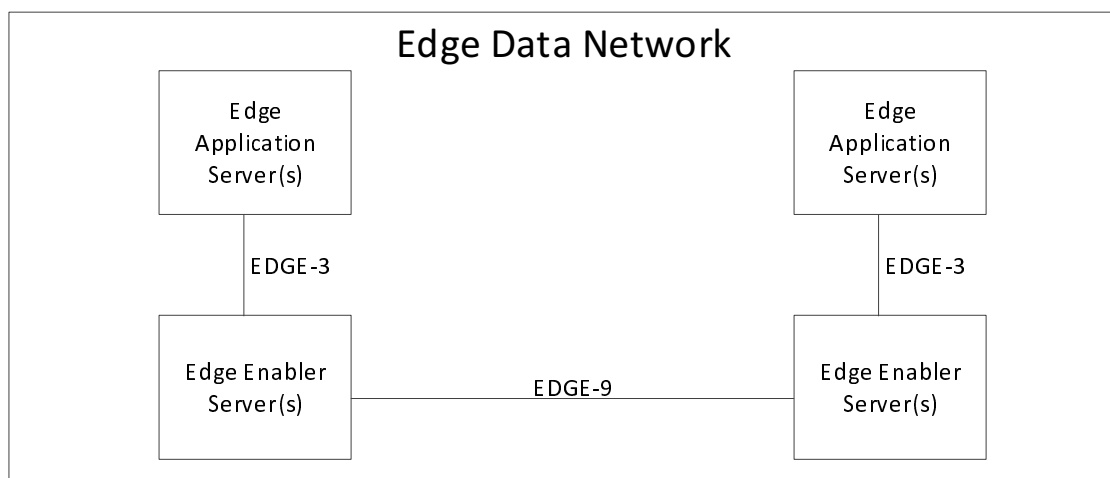 Edge Data Network
Edge
Application
Server(s)
Edge
Application
Server(s)
EDGE-3
EDGE-3
Edge Enabler
Server(s)
EDGE-9
Edge Enabler
Server(s)